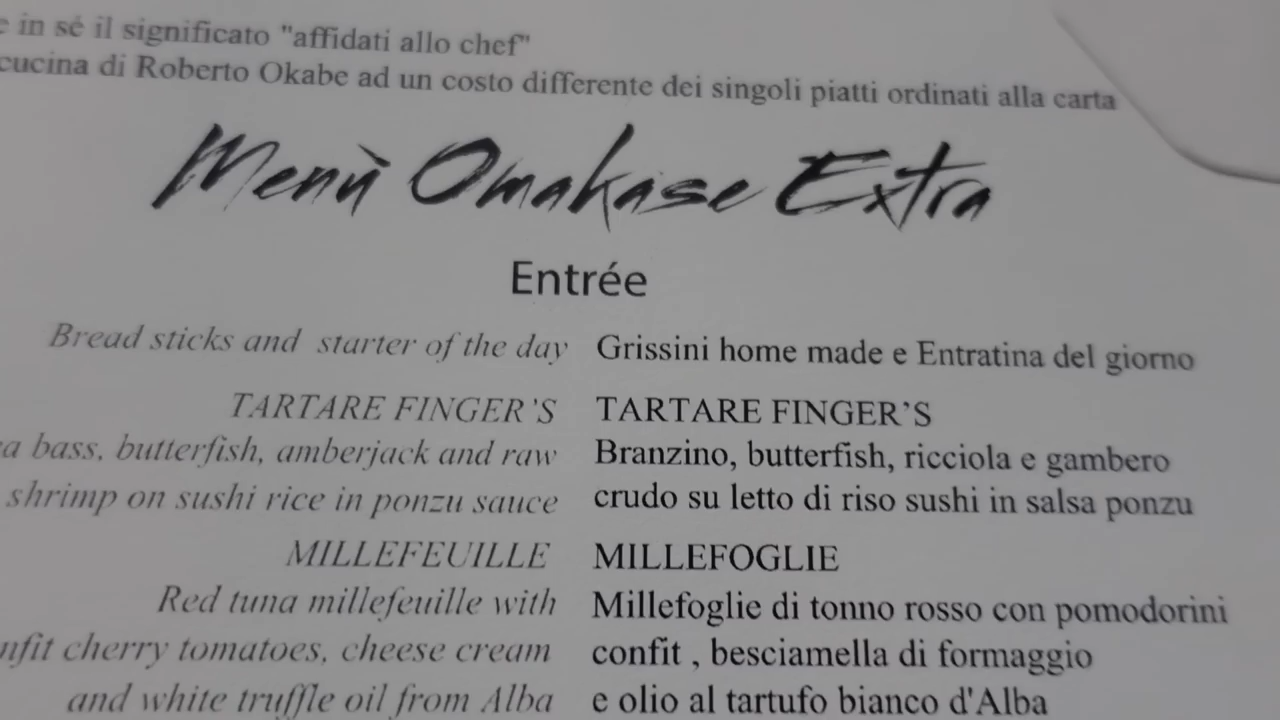 in sé il significato "affidati allo chef"
cucina di Roberto Okabe ad un costo differente dei singoli piatti ordinati alla carta
Menù Omakase Extra
Entrée
Bread sticks and starter of the day
Grissini home made e Entratina del giorno
TARTARE FINGER'S
TARTARE FINGER'S
bass, butterfish, amberjack and raw
Branzino, butterfish, ricciola e gambero
shrimp on sushi rice in ponzu sauce
crudo su letto di riso sushi in salsa ponzu
MILLEFEUILLE
MILLEFOGLIE
Red tuna millefeuille with
Millefoglie di tonno rosso con pomodorini
cherry tomatoes, cheese cream
confit , besciamella di formaggio
and white truffle oil from Alba
e olio al tartufo bianco d'Alba